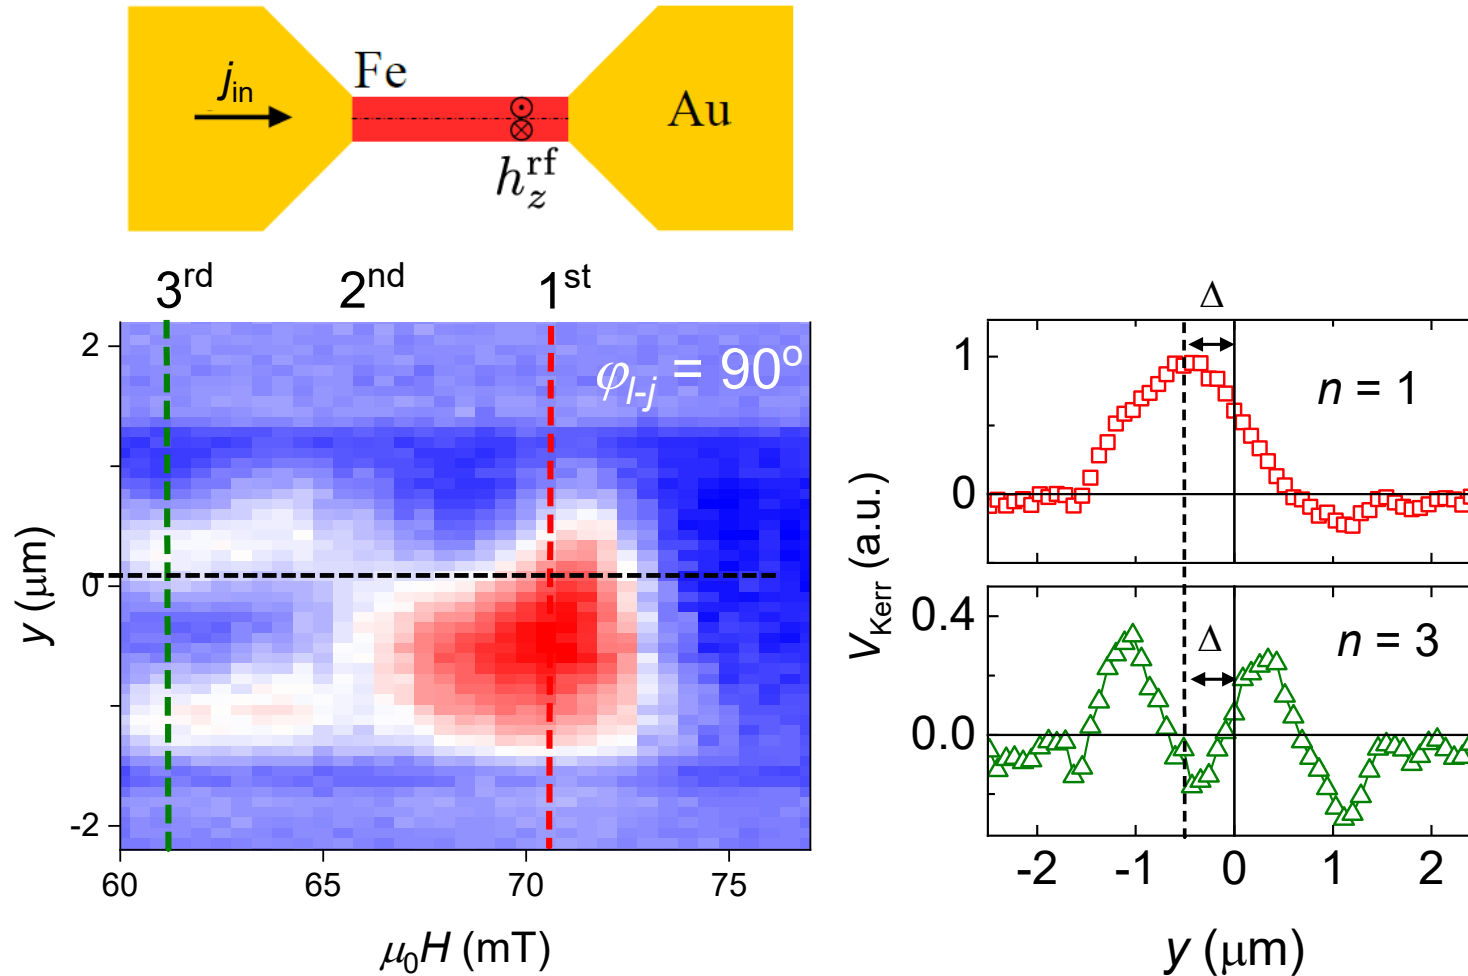 j_in
Fe
Au
h_z^rf
3rd 2nd 1st
φ_l-j = 90°
2
0
-2
y (μm)
60 65 70 75
μ0H (mT)
Δ
n = 1
1
0
V_Kerr (a.u.)
Δ
n = 3
0.4
0.0
-2 -1 0 1 2
y (μm)